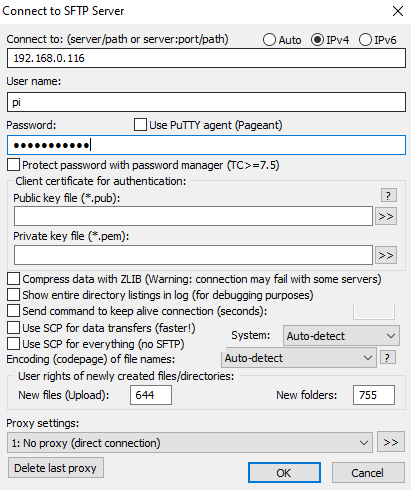 Connect to SFTP Server
Connect to: (server/path or server:port/path) Auto IPv4 IPv6
192.168.0.116
User name:
pi
Password: Use PuTTY agent (Pageant)
●●●●●●●●●●●
Protect password with password manager (TC>=7.5)
Client certificate for authentication:
Public key file (*.pub): ?
>>
Private key file (*.pem):
>>
Compress data with ZLIB (Warning: connection may fail with some servers)
Show entire directory listings in log (for debugging purposes)
Send command to keep alive connection (seconds):
Use SCP for data transfers (faster!) System: Auto-detect
Use SCP for everything (no SFTP)
Encoding (codepage) of file names: Auto-detect ?
User rights of newly created files/directories:
New files (Upload): 644 New folders: 755
Proxy settings:
1: No proxy (direct connection) >>
Delete last proxy OK Cancel